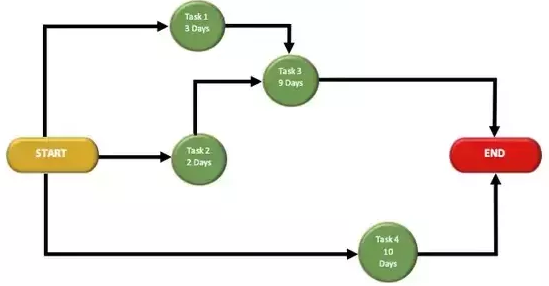 Task 1
3 Days
Task 3
9 Days
START
Task 2
2 Days
END
Task 4
10
Days